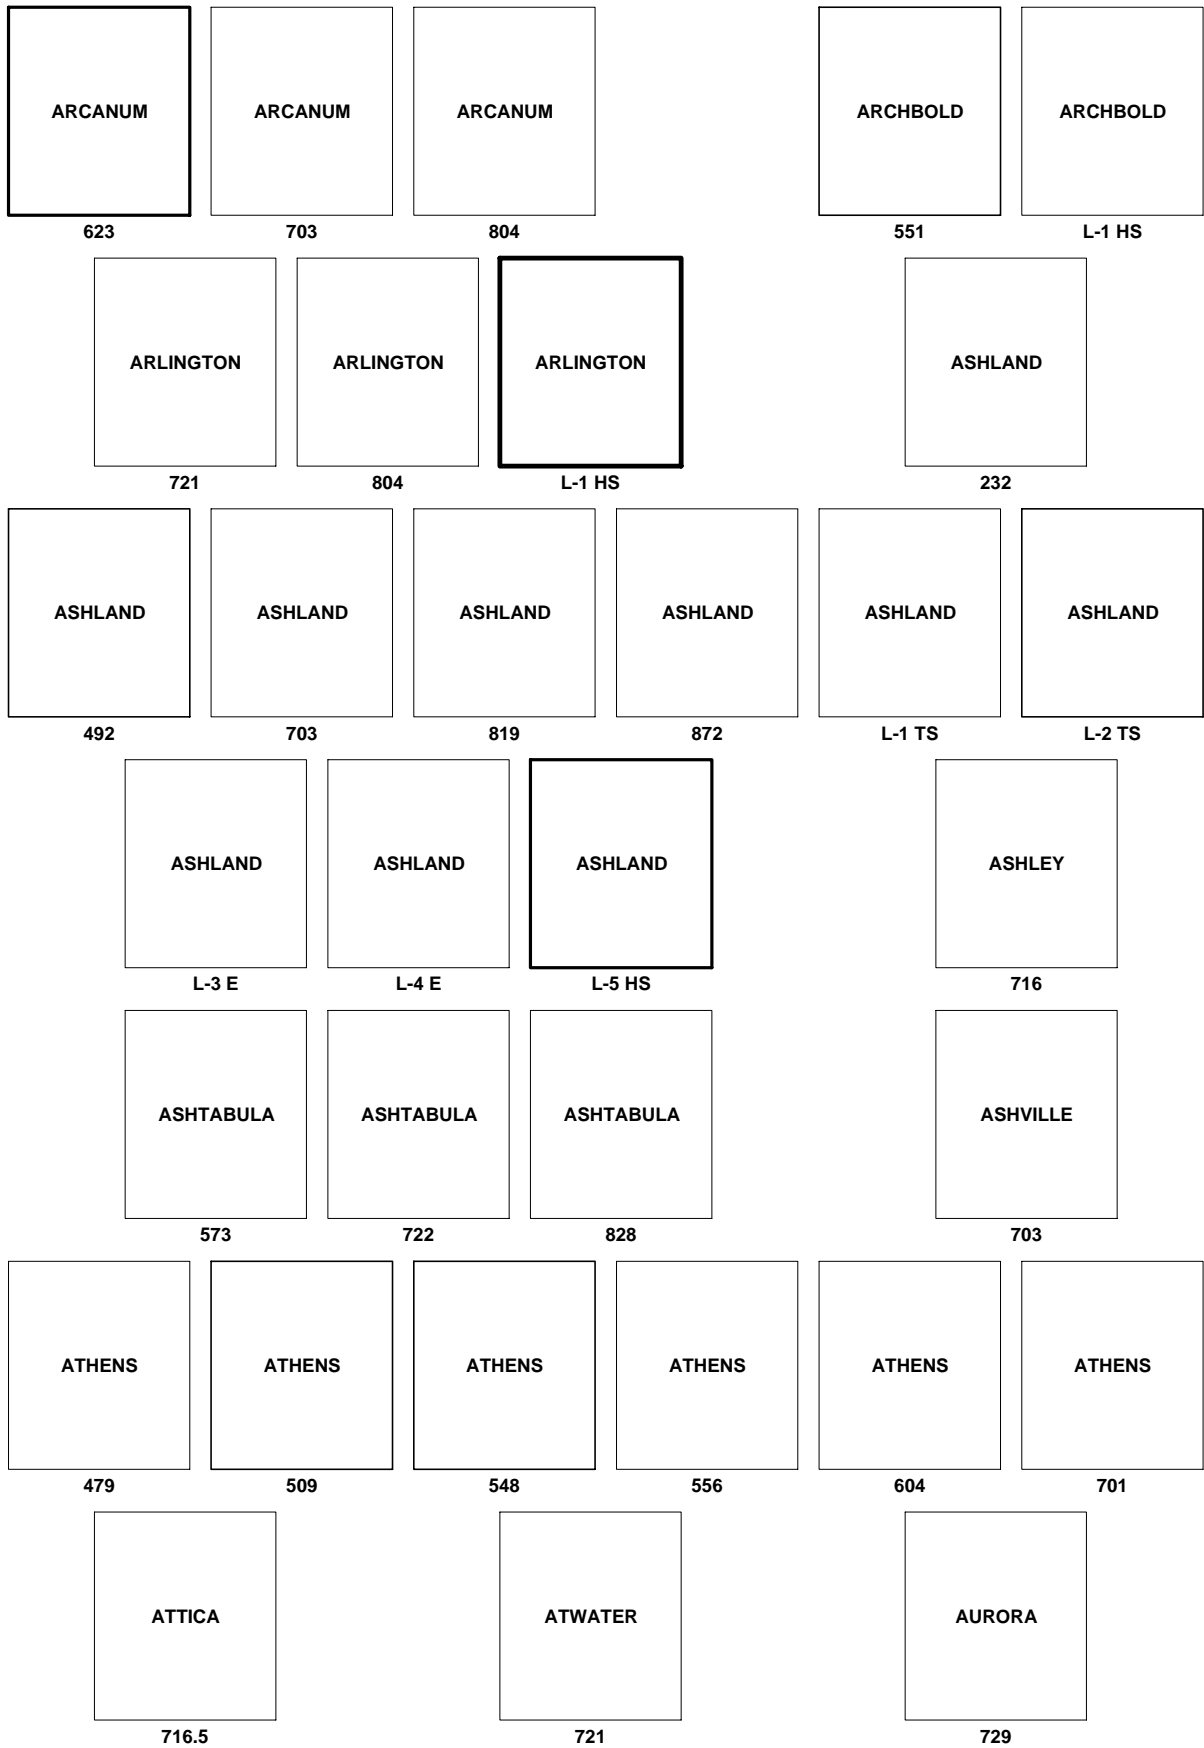 ARCANUM ARCANUM ARCANUM ARCHBOLD ARCHBOLD
623 703 804 551 L-1 HS
ARLINGTON ARLINGTON ARLINGTON ASHLAND
721 804 L-1 HS 232
ASHLAND ASHLAND ASHLAND ASHLAND ASHLAND ASHLAND
492 703 819 872 L-1 TS L-2 TS
ASHLAND ASHLAND ASHLAND ASHLEY
L-3 E L-4 E L-5 HS 716
ASHTABULA ASHTABULA ASHTABULA ASHVILLE
573 722 828 703
ATHENS ATHENS ATHENS ATHENS ATHENS ATHENS
479 509 548 556 604 701
ATTICA ATWATER AURORA
716.5 721 729